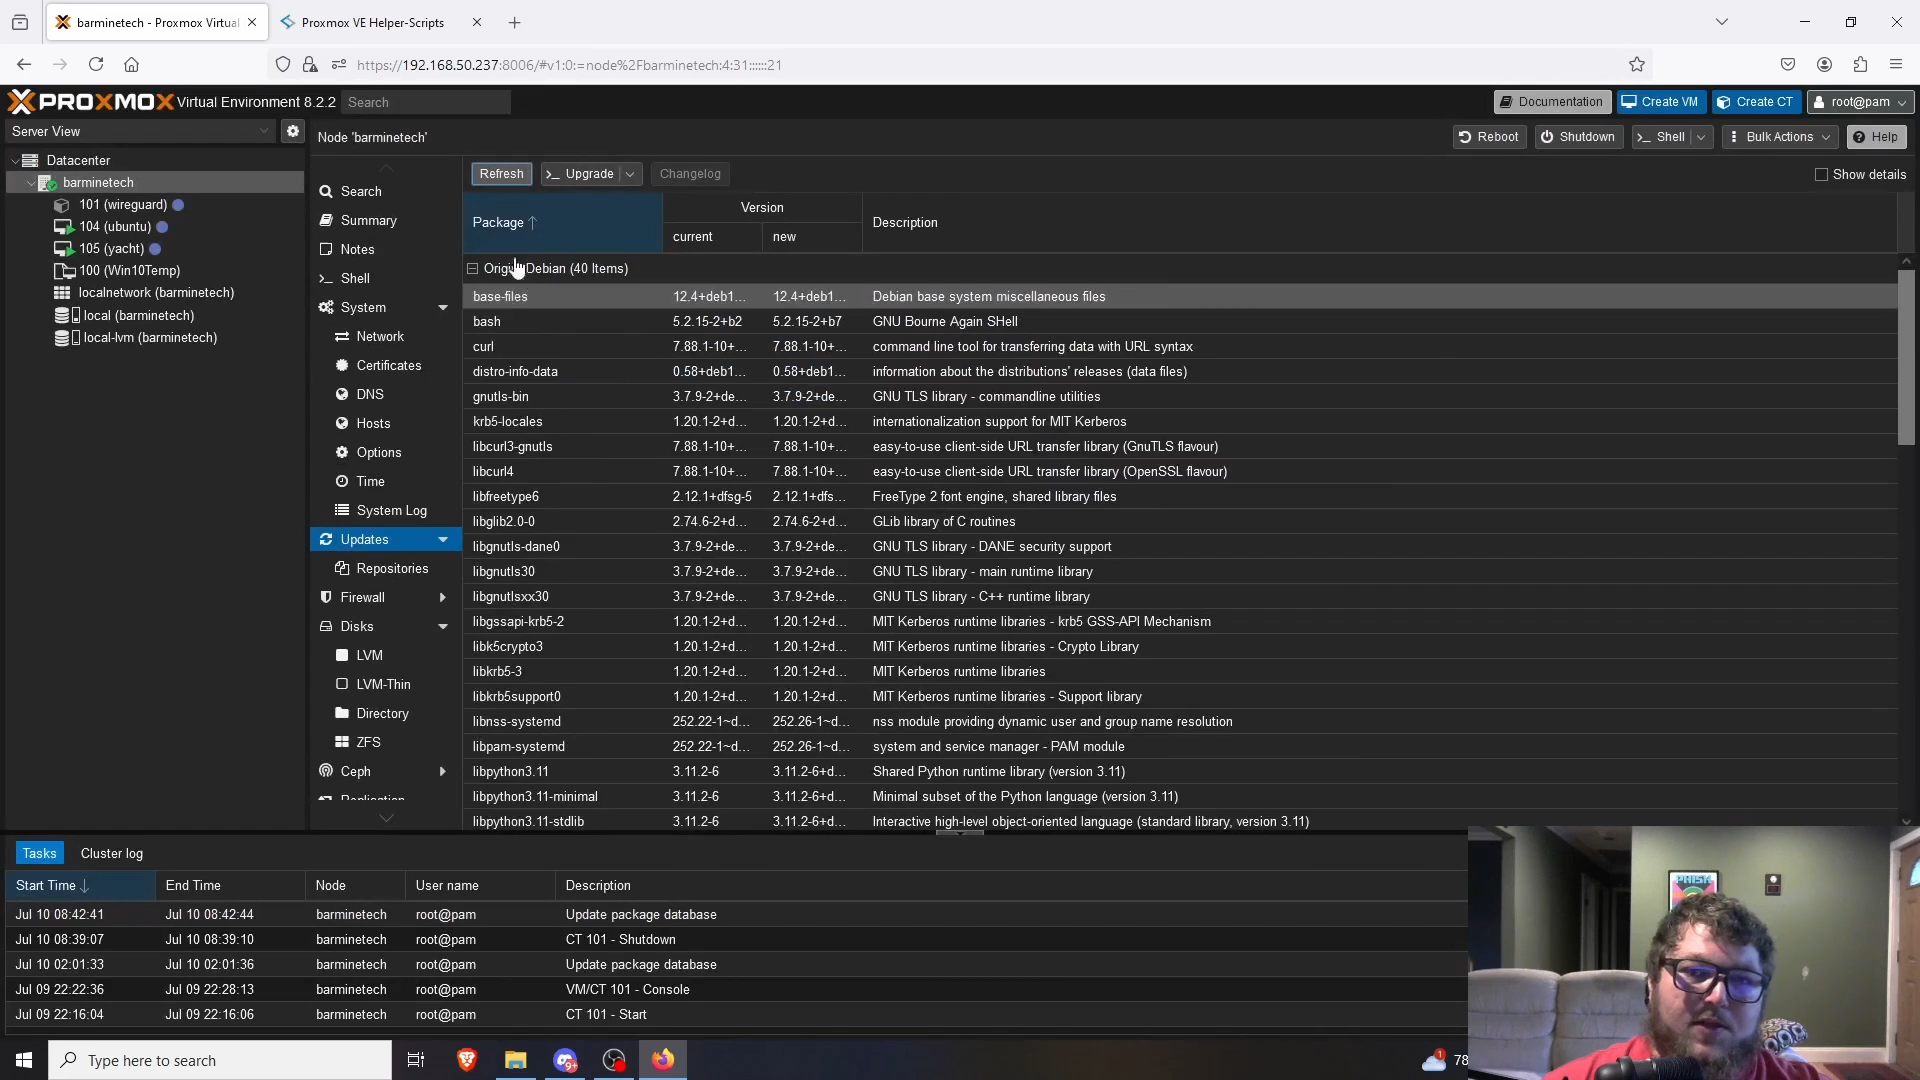 barminetech - Proxmox Virtual
Proxmox VE Helper-Scripts
https://192.168.50.237:8006/#v1:0:=node%2Fbarminetech:4:31::::::21
PROXMOX Virtual Environment 8.2.2
Search
Documentation
Create VM
Create CT
root@pam
Server View
Node 'barminetech'
Reboot
Shutdown
Shell
Bulk Actions
Help
Datacenter
barminetech
101 (wireguard)
104 (ubuntu)
105 (yacht)
100 (Win10Temp)
localnetwork (barminetech)
local (barminetech)
local-lvm (barminetech)
Search
Summary
Notes
Shell
System
Network
Certificates
DNS
Hosts
Options
Time
System Log
Updates
Repositories
Firewall
Disks
LVM
LVM-Thin
Directory
ZFS
Ceph
Replication
Refresh
Upgrade
Changelog
Show details
Package
Version
current
new
Description
Debian (40 Items)
base-files 12.4+deb1... 12.4+deb1... Debian base system miscellaneous files
bash 5.2.15-2+b2 5.2.15-2+b7 GNU Bourne Again SHell
curl 7.88.1-10+... 7.88.1-10+... command line tool for transferring data with URL syntax
distro-info-data 0.58+deb1... 0.58+deb1... information about the distributions' releases (data files)
gnutls-bin 3.7.9-2+de... 3.7.9-2+de... GNU TLS library - commandline utilities
krb5-locales 1.20.1-2+d... 1.20.1-2+d... internationalization support for MIT Kerberos
libcurl3-gnutls 7.88.1-10+... 7.88.1-10+... easy-to-use client-side URL transfer library (GnuTLS flavour)
libcurl4 7.88.1-10+... 7.88.1-10+... easy-to-use client-side URL transfer library (OpenSSL flavour)
libfreetype6 2.12.1+dfsg-5 2.12.1+dfs... FreeType 2 font engine, shared library files
libglib2.0-0 2.74.6-2+d... 2.74.6-2+d... GLib library of C routines
libgnutls-dane0 3.7.9-2+de... 3.7.9-2+de... GNU TLS library - DANE security support
libgnutls30 3.7.9-2+de... 3.7.9-2+de... GNU TLS library - main runtime library
libgnutlsxx30 3.7.9-2+de... 3.7.9-2+de... GNU TLS library - C++ runtime library
libgssapi-krb5-2 1.20.1-2+d... 1.20.1-2+d... MIT Kerberos runtime libraries - krb5 GSS-API Mechanism
libk5crypto3 1.20.1-2+d... 1.20.1-2+d... MIT Kerberos runtime libraries - Crypto Library
libkrb5-3 1.20.1-2+d... 1.20.1-2+d... MIT Kerberos runtime libraries
libkrb5support0 1.20.1-2+d... 1.20.1-2+d... MIT Kerberos runtime libraries - Support library
libnss-systemd 252.22-1~d... 252.26-1~d... nss module providing dynamic user and group name resolution
libpam-systemd 252.22-1~d... 252.26-1~d... system and service manager - PAM module
libpython3.11 3.11.2-6 3.11.2-6+d... Shared Python runtime library (version 3.11)
libpython3.11-minimal 3.11.2-6 3.11.2-6+d... Minimal subset of the Python language (version 3.11)
libpython3.11-stdlib 3.11.2-6 3.11.2-6+d... Interactive high-level object-oriented language (standard library, version 3.11)
Tasks Cluster log
Start Time End Time Node User name Description
Jul 10 08:42:41 Jul 10 08:42:44 barminetech root@pam Update package database
Jul 10 08:39:07 Jul 10 08:39:10 barminetech root@pam CT 101 - Shutdown
Jul 10 02:01:33 Jul 10 02:01:36 barminetech root@pam Update package database
Jul 09 22:22:36 Jul 09 22:28:13 barminetech root@pam VM/CT 101 - Console
Jul 09 22:16:04 Jul 09 22:16:06 barminetech root@pam CT 101 - Start
PHISH
Type here to search
9+
1
78